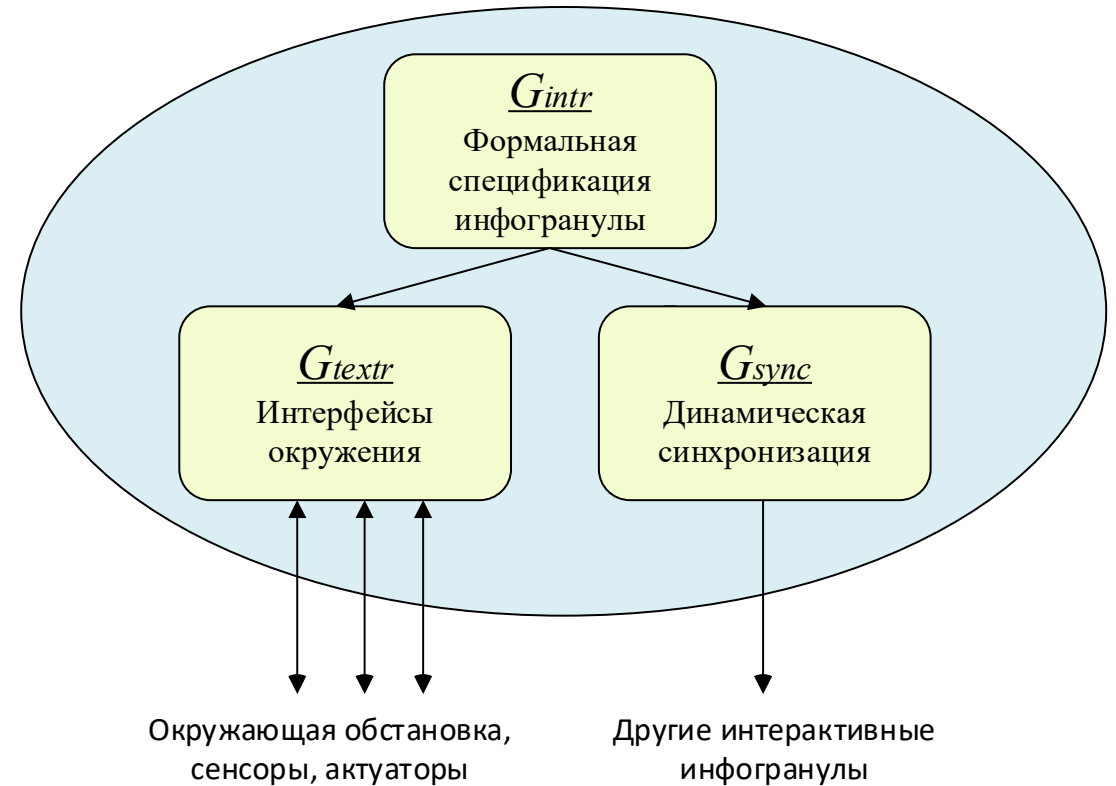 Gintr
Формальная
спецификация
инфогранулы
Gtextr
Интерфейсы
окружения
Gsync
Динамическая
синхронизация
Окружающая обстановка,
сенсоры, актуаторы
Другие интерактивные
инфогранулы